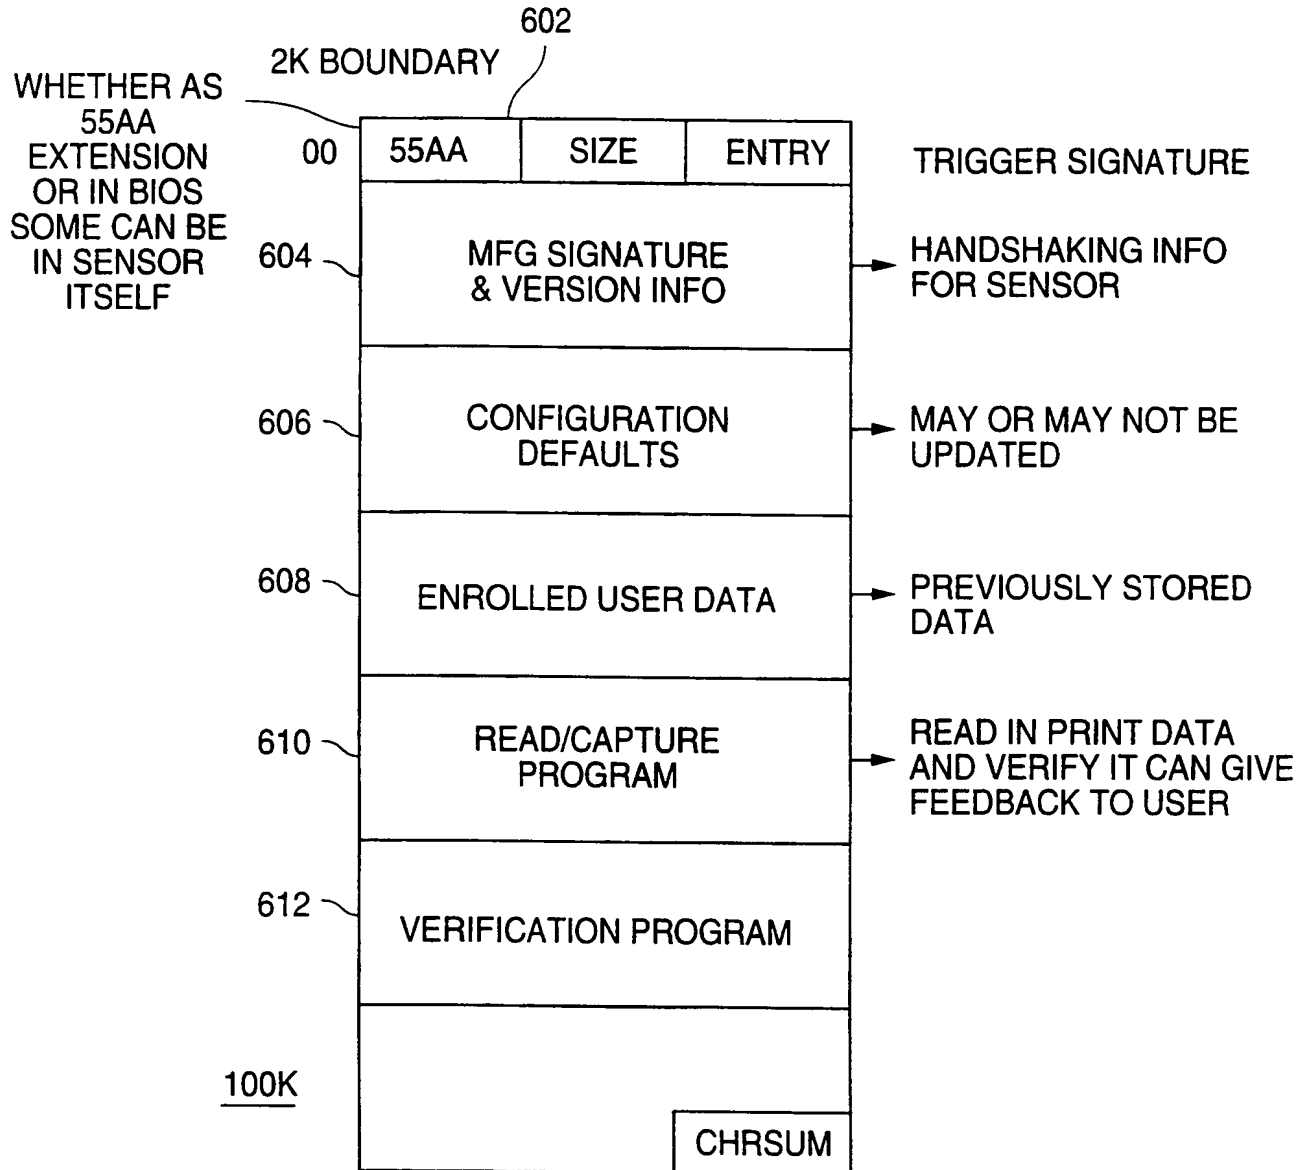 602
2K BOUNDARY
WHETHER AS
55AA
EXTENSION
OR IN BIOS
SOME CAN BE
IN SENSOR
ITSELF
00
55AA
SIZE
ENTRY
TRIGGER SIGNATURE
604
MFG SIGNATURE
& VERSION INFO
HANDSHAKING INFO
FOR SENSOR
606
CONFIGURATION
DEFAULTS
MAY OR MAY NOT BE
UPDATED
608
ENROLLED USER DATA
PREVIOUSLY STORED
DATA
610
READ/CAPTURE
PROGRAM
READ IN PRINT DATA
AND VERIFY IT CAN GIVE
FEEDBACK TO USER
612
VERIFICATION PROGRAM
100K
CHRSUM